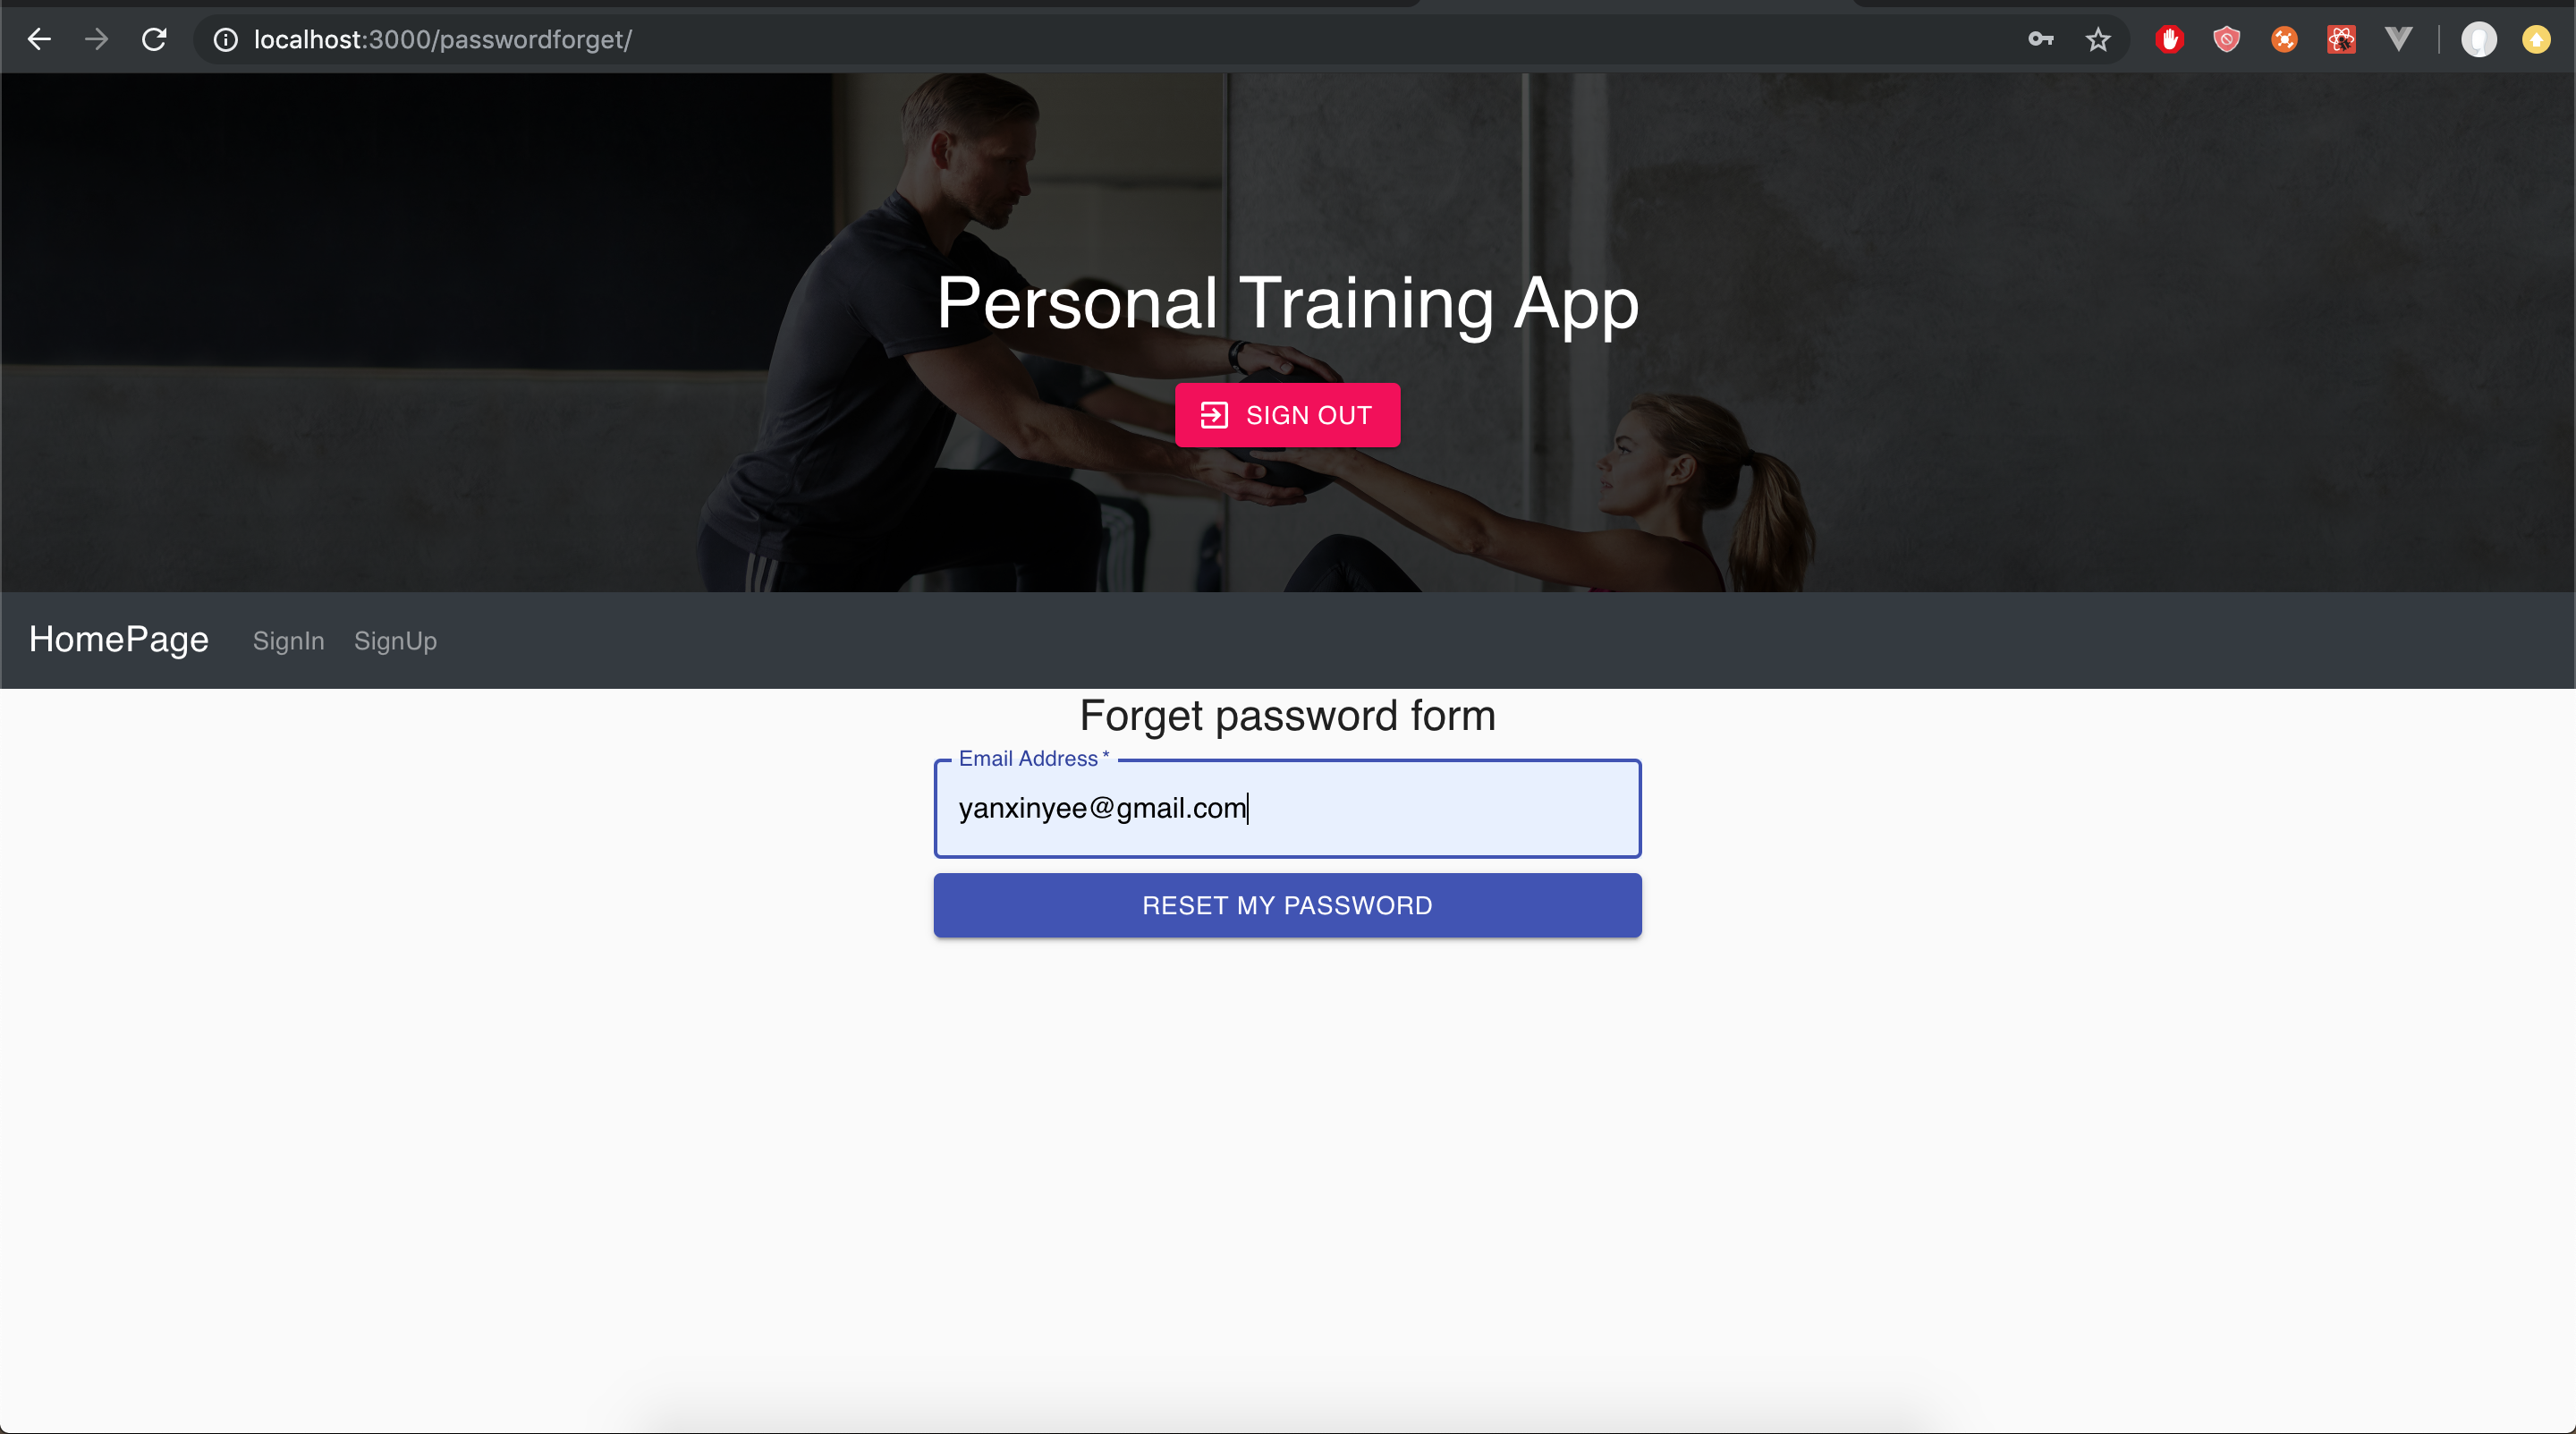 localhost:3000/passwordforget/
Personal Training App
SIGN OUT
HomePage SignIn SignUp
Forget password form
Email Address *
yanxinyee@gmail.com
RESET MY PASSWORD